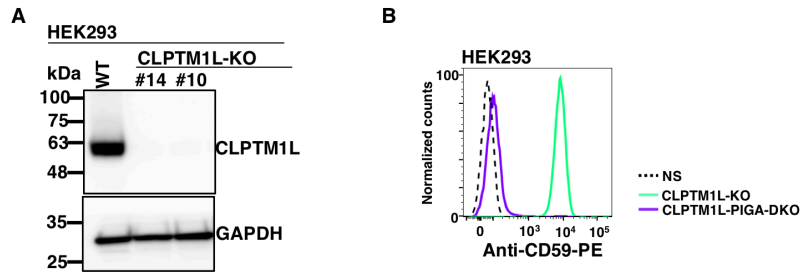 A
HEK293
CLPTM1L-KO
kDa
WT
#14 #10
100
75
63
CLPTM1L
48
35
GAPDH
25
B
HEK293
100
Normalized counts
0
0 10³ 10⁴ 10⁵
Anti-CD59-PE
NS
CLPTM1L-KO
CLPTM1L-PIGA-DKO